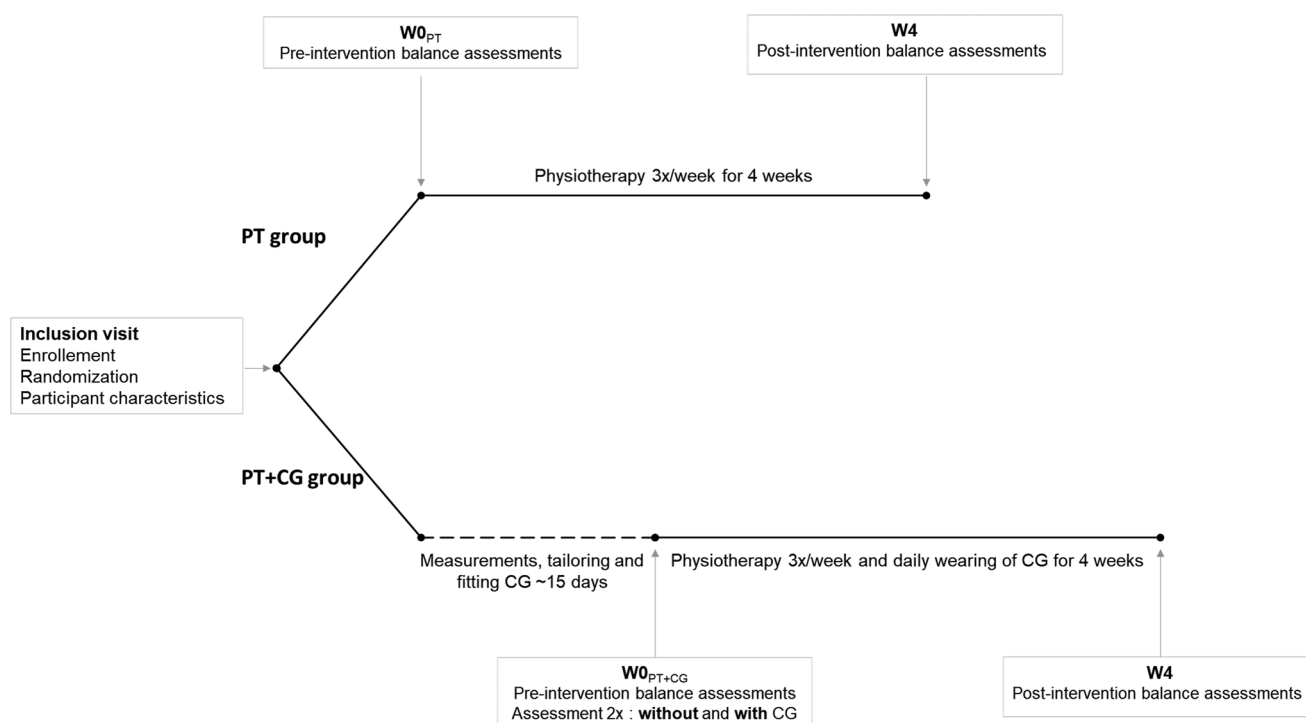 W0PT
Pre-intervention balance assessments
W4
Post-intervention balance assessments
Physiotherapy 3x/week for 4 weeks
PT group
Inclusion visit
Enrollement
Randomization
Participant characteristics
PT+CG group
Measurements, tailoring and
fitting CG ~15 days
Physiotherapy 3x/week and daily wearing of CG for 4 weeks
W0PT+CG
Pre-intervention balance assessments
Assessment 2x : without and with CG
W4
Post-intervention balance assessments